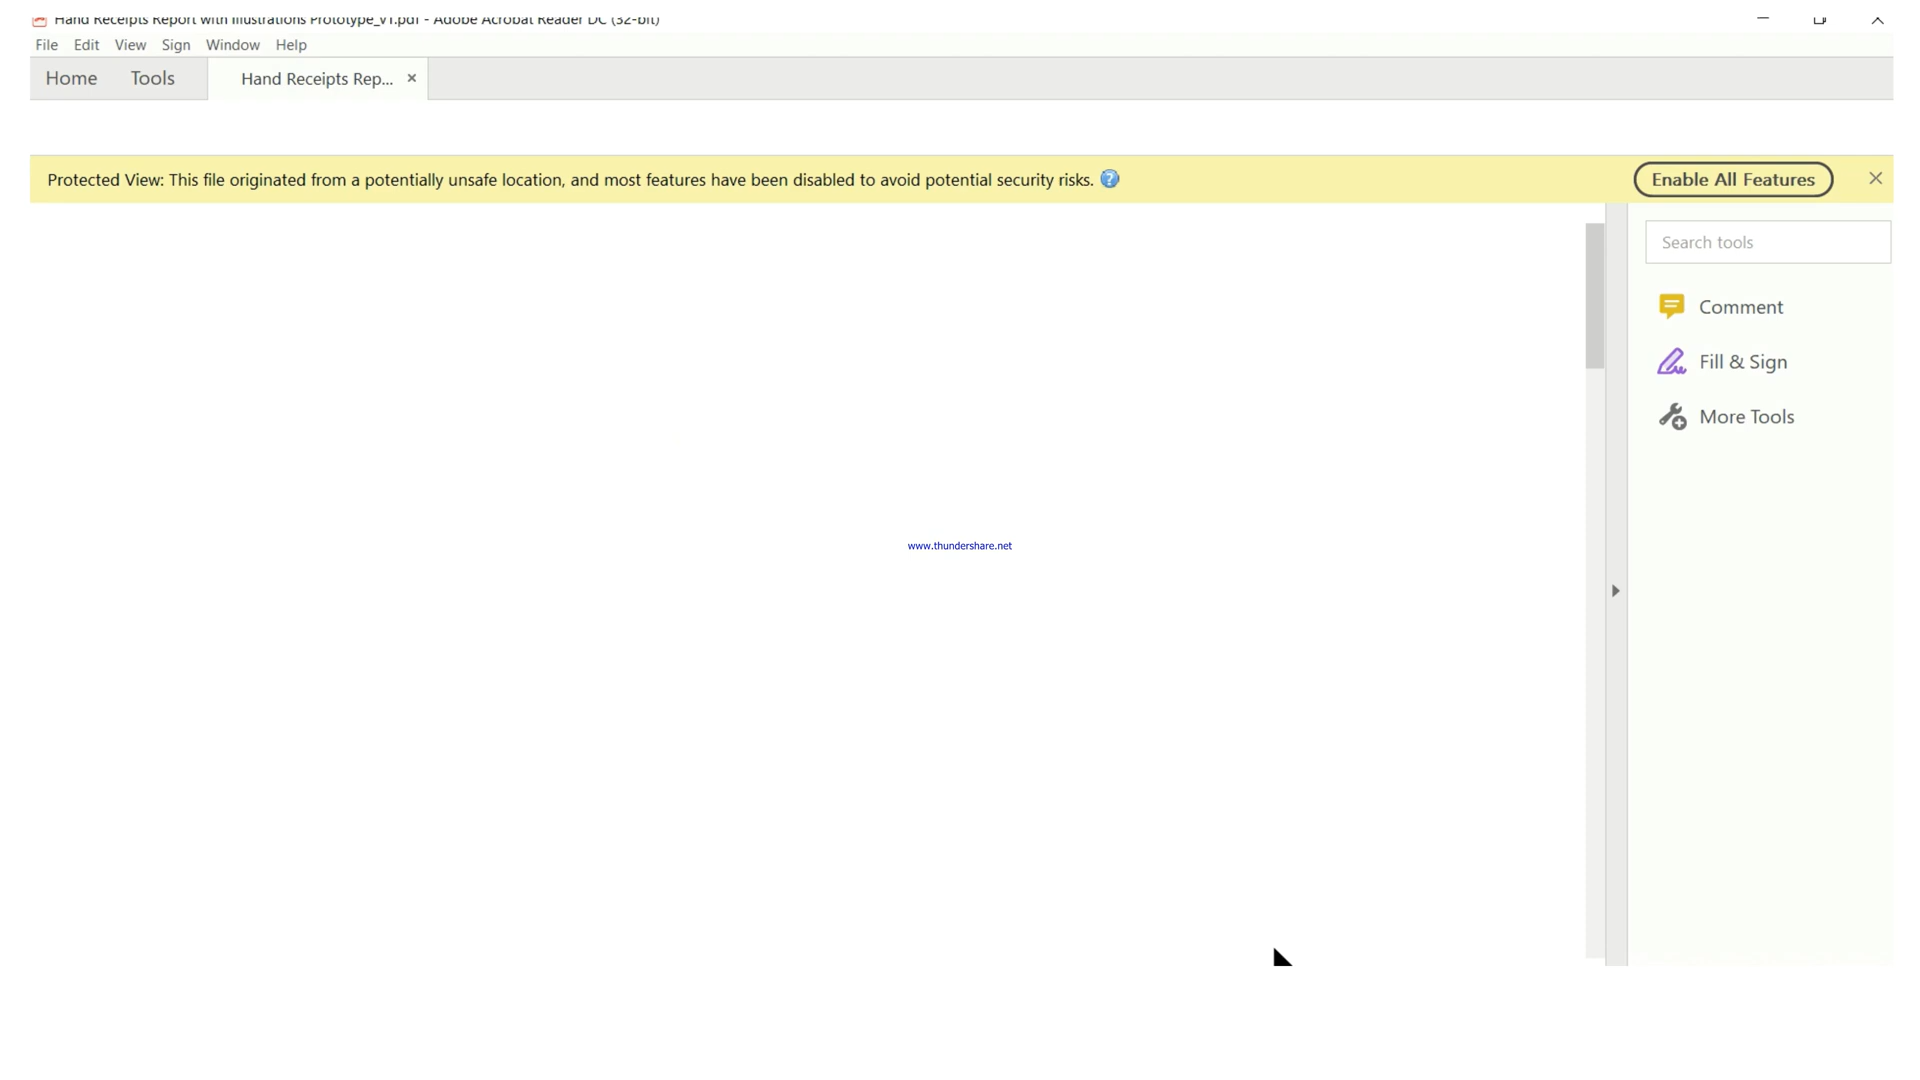 Hand Receipts Report with Illustrations Prototype_v1.pdf - Adobe Acrobat Reader DC (32-bit)
File Edit View Sign Window Help
Home Tools Hand Receipts Rep...
Protected View: This file originated from a potentially unsafe location, and most features have been disabled to avoid potential security risks.
Enable All Features
Search tools
Comment
Fill & Sign
More Tools
www.thundershare.net